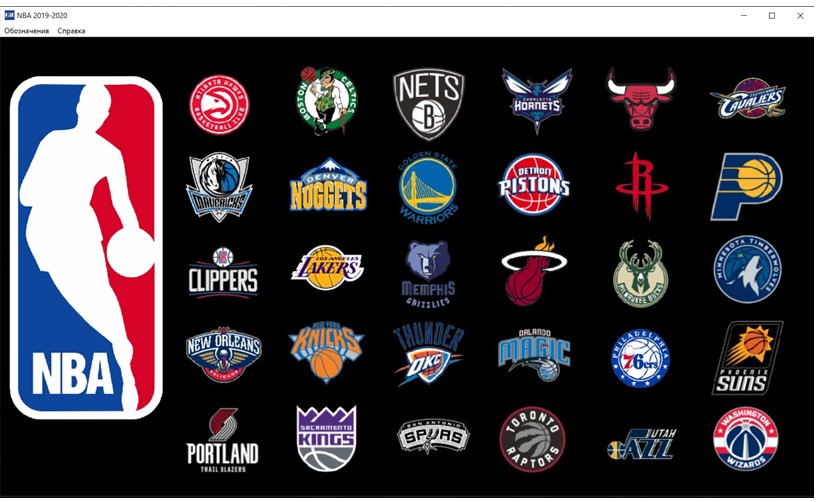 NBA 2019-2020
Обозначения Справка
NBA
ATLANTA HAWKS BASKETBALL CLUB
BOSTON CELTICS
NETS B
CHARLOTTE HORNETS
CLEVELAND CAVALIERS
MAVERICKS
DENVER NUGGETS
GOLDEN STATE WARRIORS
DETROIT PISTONS
R
P
CLIPPERS
LOS ANGELES LAKERS
MEMPHIS GRIZZLIES
MILWAUKEE BUCKS
MINNESOTA TIMBERWOLVES
NEW ORLEANS PELICANS
NEW YORK KNICKS
THUNDER OKC
ORLANDO MAGIC
PHILADELPHIA 76ers
PHOENIX SUNS
PORTLAND TRAIL BLAZERS
SACRAMENTO KINGS
SAN ANTONIO SPURS
TORONTO RAPTORS
UTAH JAZZ
WASHINGTON WIZARDS